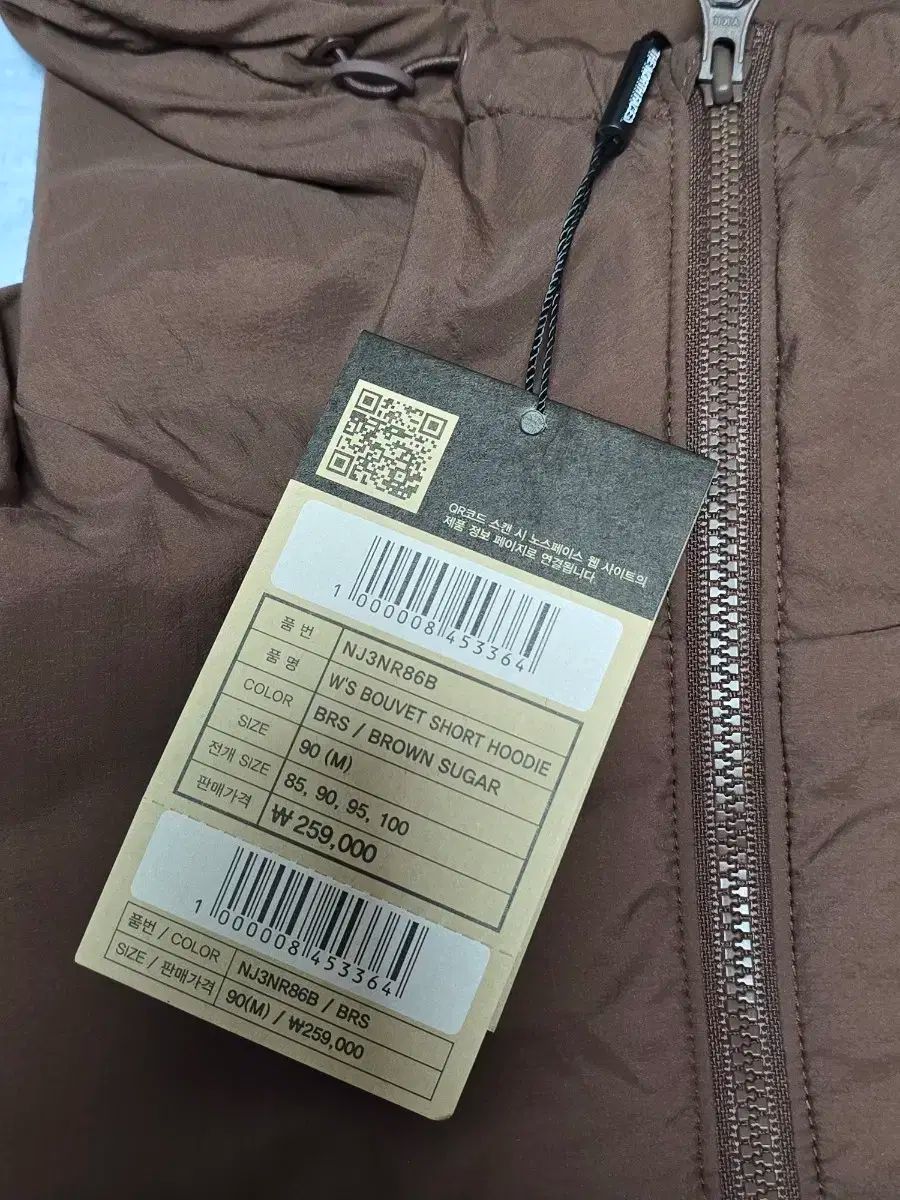 YKK
THE NORTH FACE
QR코드 스캔 시 노스페이스 웹 사이트의
제품 정보 페이지로 연결됩니다.
1 000008 453364
품 번 NJ3NR86B
품 명 W'S BOUVET SHORT HOODIE
COLOR BRS / BROWN SUGAR
SIZE 90 (M)
전개 SIZE 85, 90, 95, 100
판매가격 ₩259,000
1 000008 453364
품번 / COLOR NJ3NR86B / BRS
SIZE / 판매가격 90(M) / ₩259,000